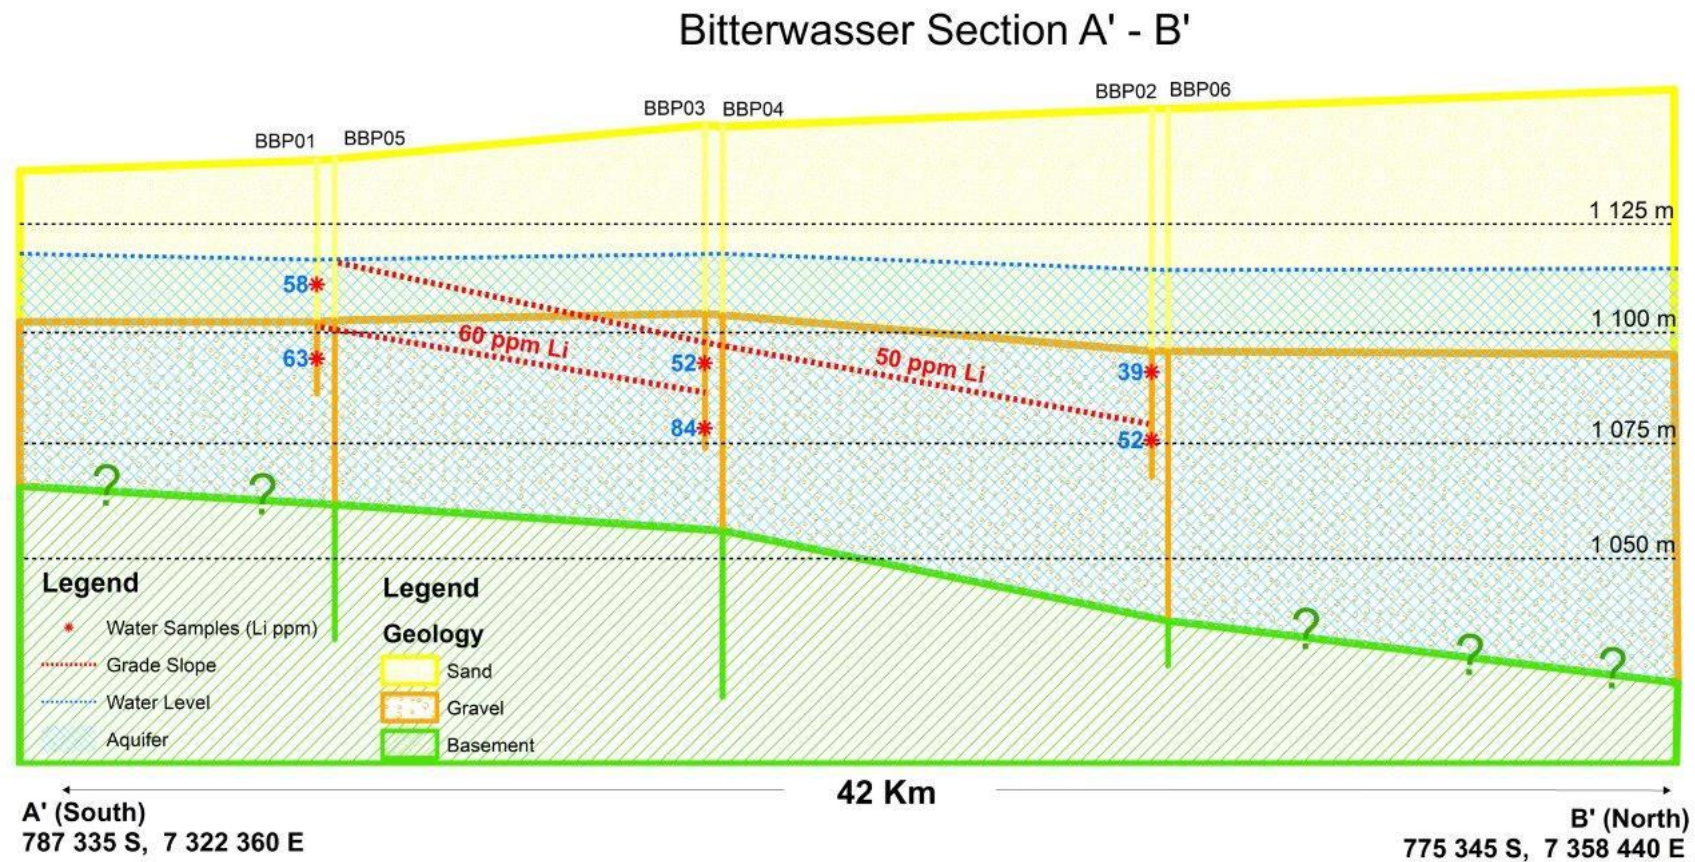 Bitterwasser Section A' - B'
BBP01 BBP05
BBP03 BBP04
BBP02 BBP06
1 125 m
58
1 100 m
60 ppm Li
50 ppm Li
63
52
39
84
52
1 075 m
? ?
1 050 m
? ? ?
Legend
Water Samples (Li ppm)
Grade Slope
Water Level
Aquifer
Legend
Geology
Sand
Gravel
Basement
42 Km
A' (South)
787 335 S, 7 322 360 E
B' (North)
775 345 S, 7 358 440 E